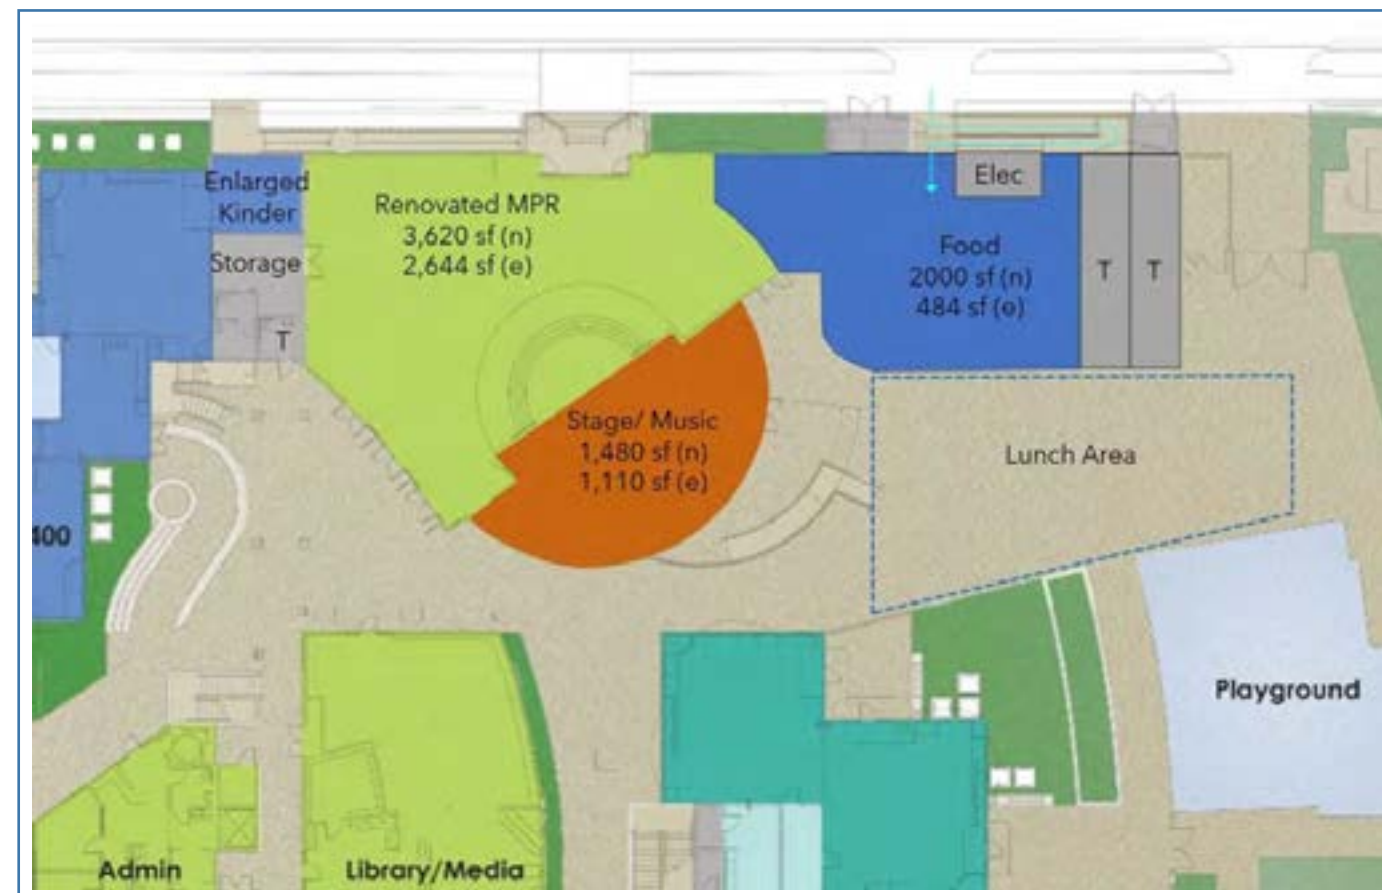 Enlarged
Kinder
Storage
T
Renovated MPR
3,620 sf (n)
2,644 sf (e)
Stage/ Music
1,480 sf (n)
1,110 sf (e)
Elec
Food
2000 sf (n)
484 sf (e)
T
T
Lunch Area
400
Playground
Admin
Library/Media